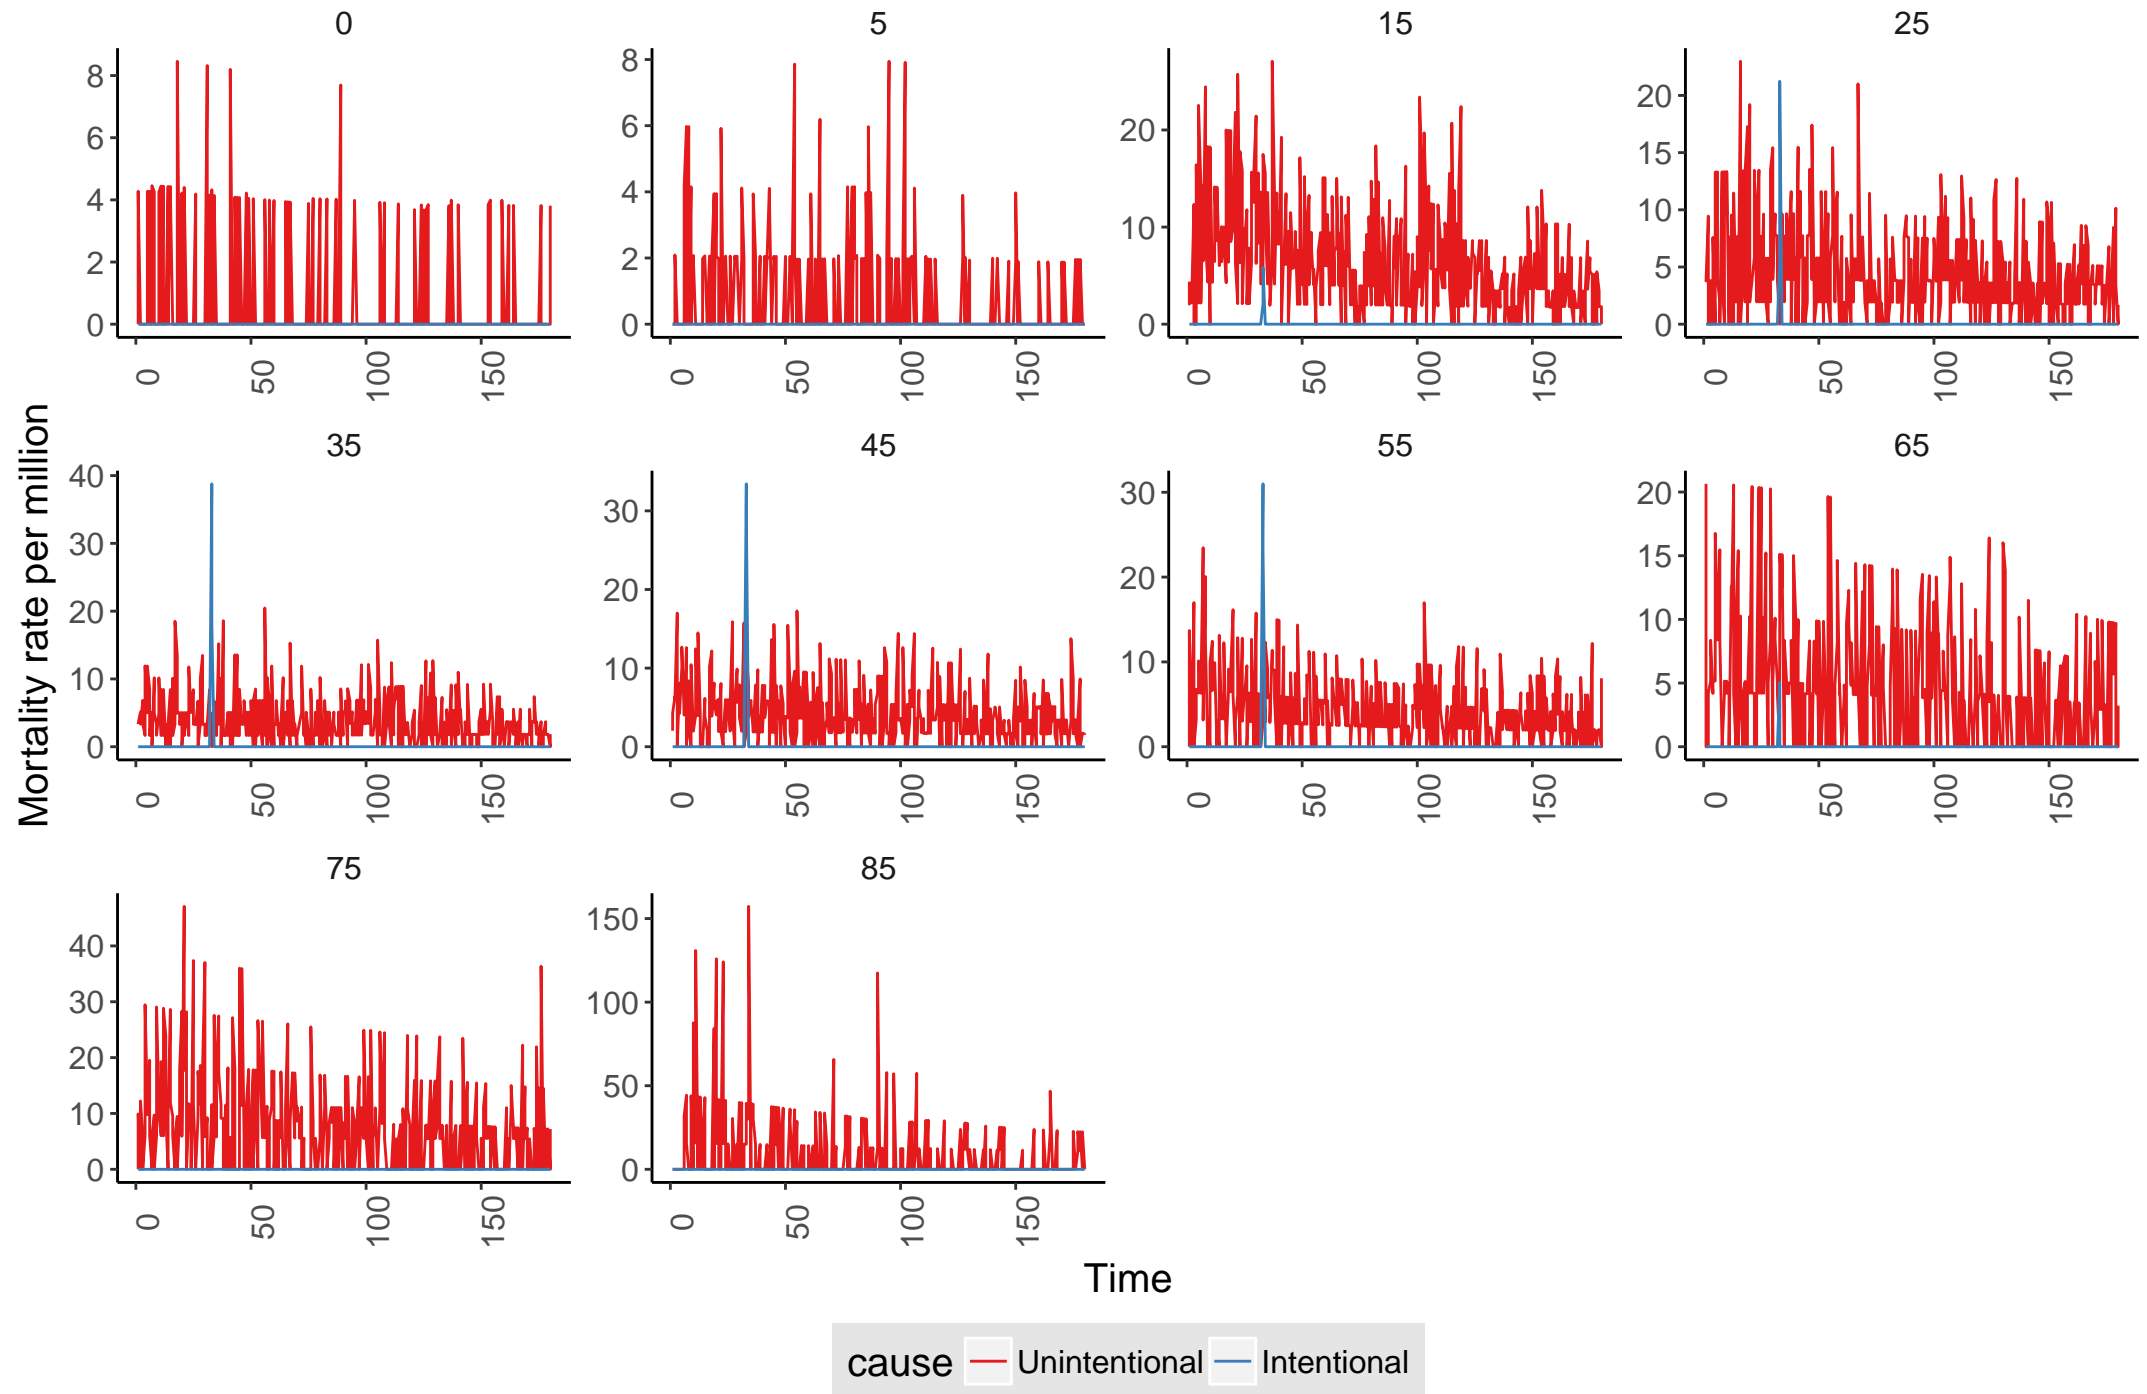 0 5 15 25
8 8 20 20
6 6 15
4 4 10 10
2 2 5
0 0 0 0
0 50 100 150 0 50 100 150 0 50 100 150 0 50 100 150
Mortality rate per million
35 45 55 65
40 30 30 20
30 20 20 15
20 10 10 10
10 5
0 0 0 0
0 50 100 150 0 50 100 150 0 50 100 150 0 50 100 150
75 85
40 150
30 100
20 50
10
0 0
0 50 100 150 0 50 100 150
Time
cause Unintentional Intentional